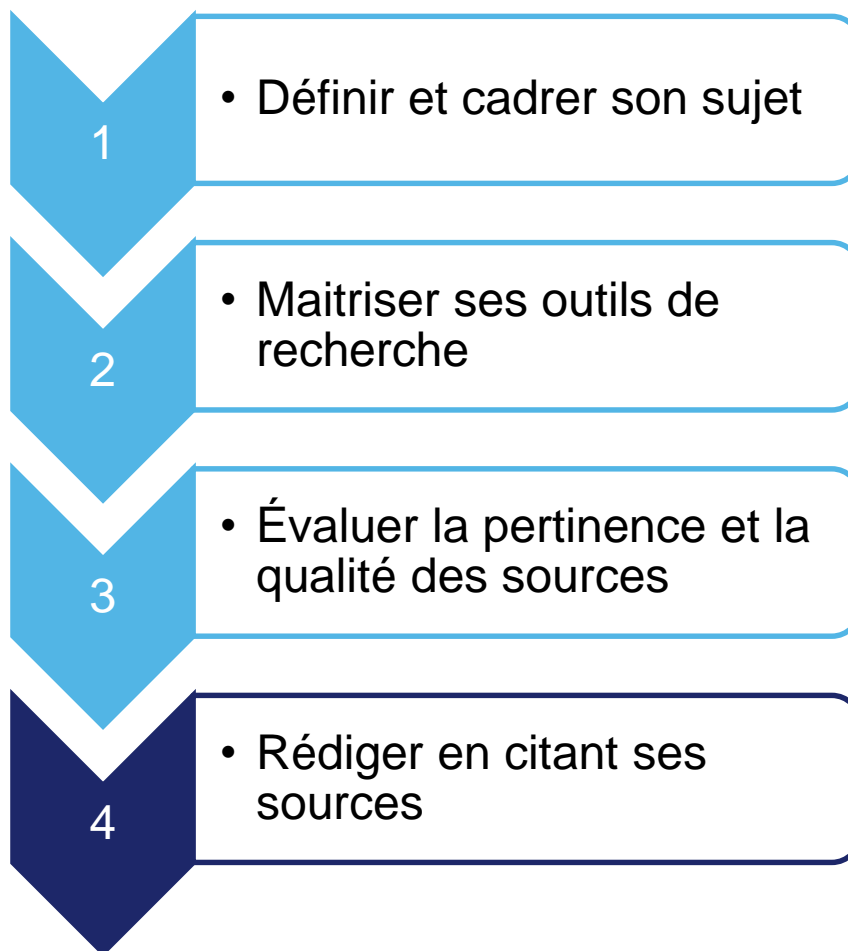 1
• Définir et cadrer son sujet
2
• Maitriser ses outils de
recherche
3
• Évaluer la pertinence et la
qualité des sources
4
• Rédiger en citant ses
sources